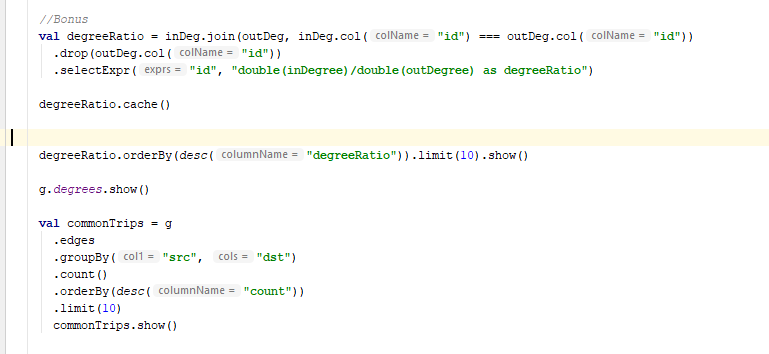 //Bonus
val degreeRatio = inDeg.join(outDeg, inDeg.col( colName = "id") === outDeg.col( colName = "id"))
.drop(outDeg.col( colName = "id"))
.selectExpr( exprs = "id", "double(inDegree)/double(outDegree) as degreeRatio")
degreeRatio.cache()
degreeRatio.orderBy(desc( columnName = "degreeRatio")).limit(10).show()
g.degrees.show()
val commonTrips = g
.edges
.groupBy( col1 = "src", cols = "dst")
.count()
.orderBy(desc( columnName = "count"))
.limit(10)
commonTrips.show()